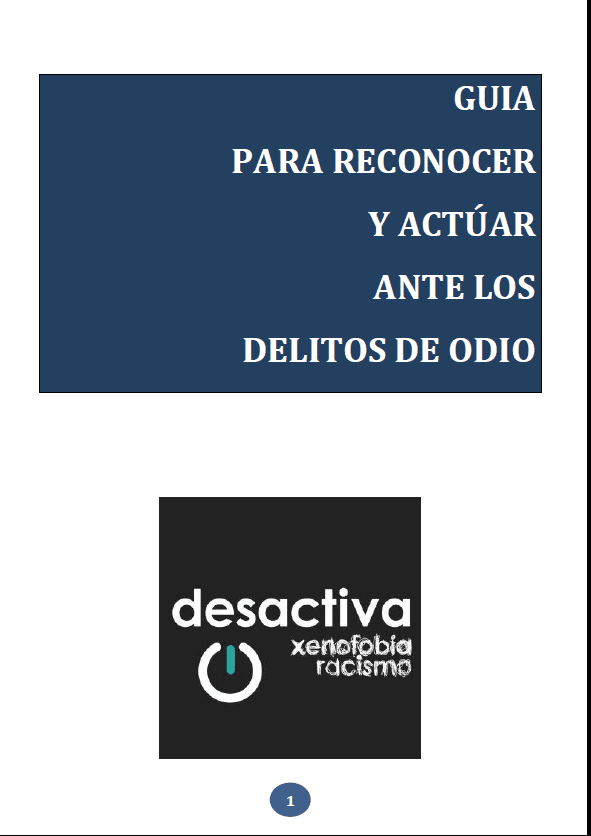 GUIA
PARA RECONOCER
Y ACTÚAR
ANTE LOS
DELITOS DE ODIO
desactiva
xenofobia
racismo
1